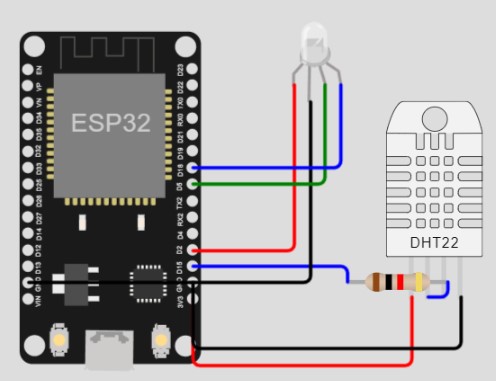 EN
VP
VN
D34
D35
D32
D33
D25
D26
D27
D14
D12
D13
GND
VIN
ESP32
D23
D22
TX0
RX0
D21
D19
D18
D5
TX2
RX2
D4
D2
D15
GND
3V3
DHT22